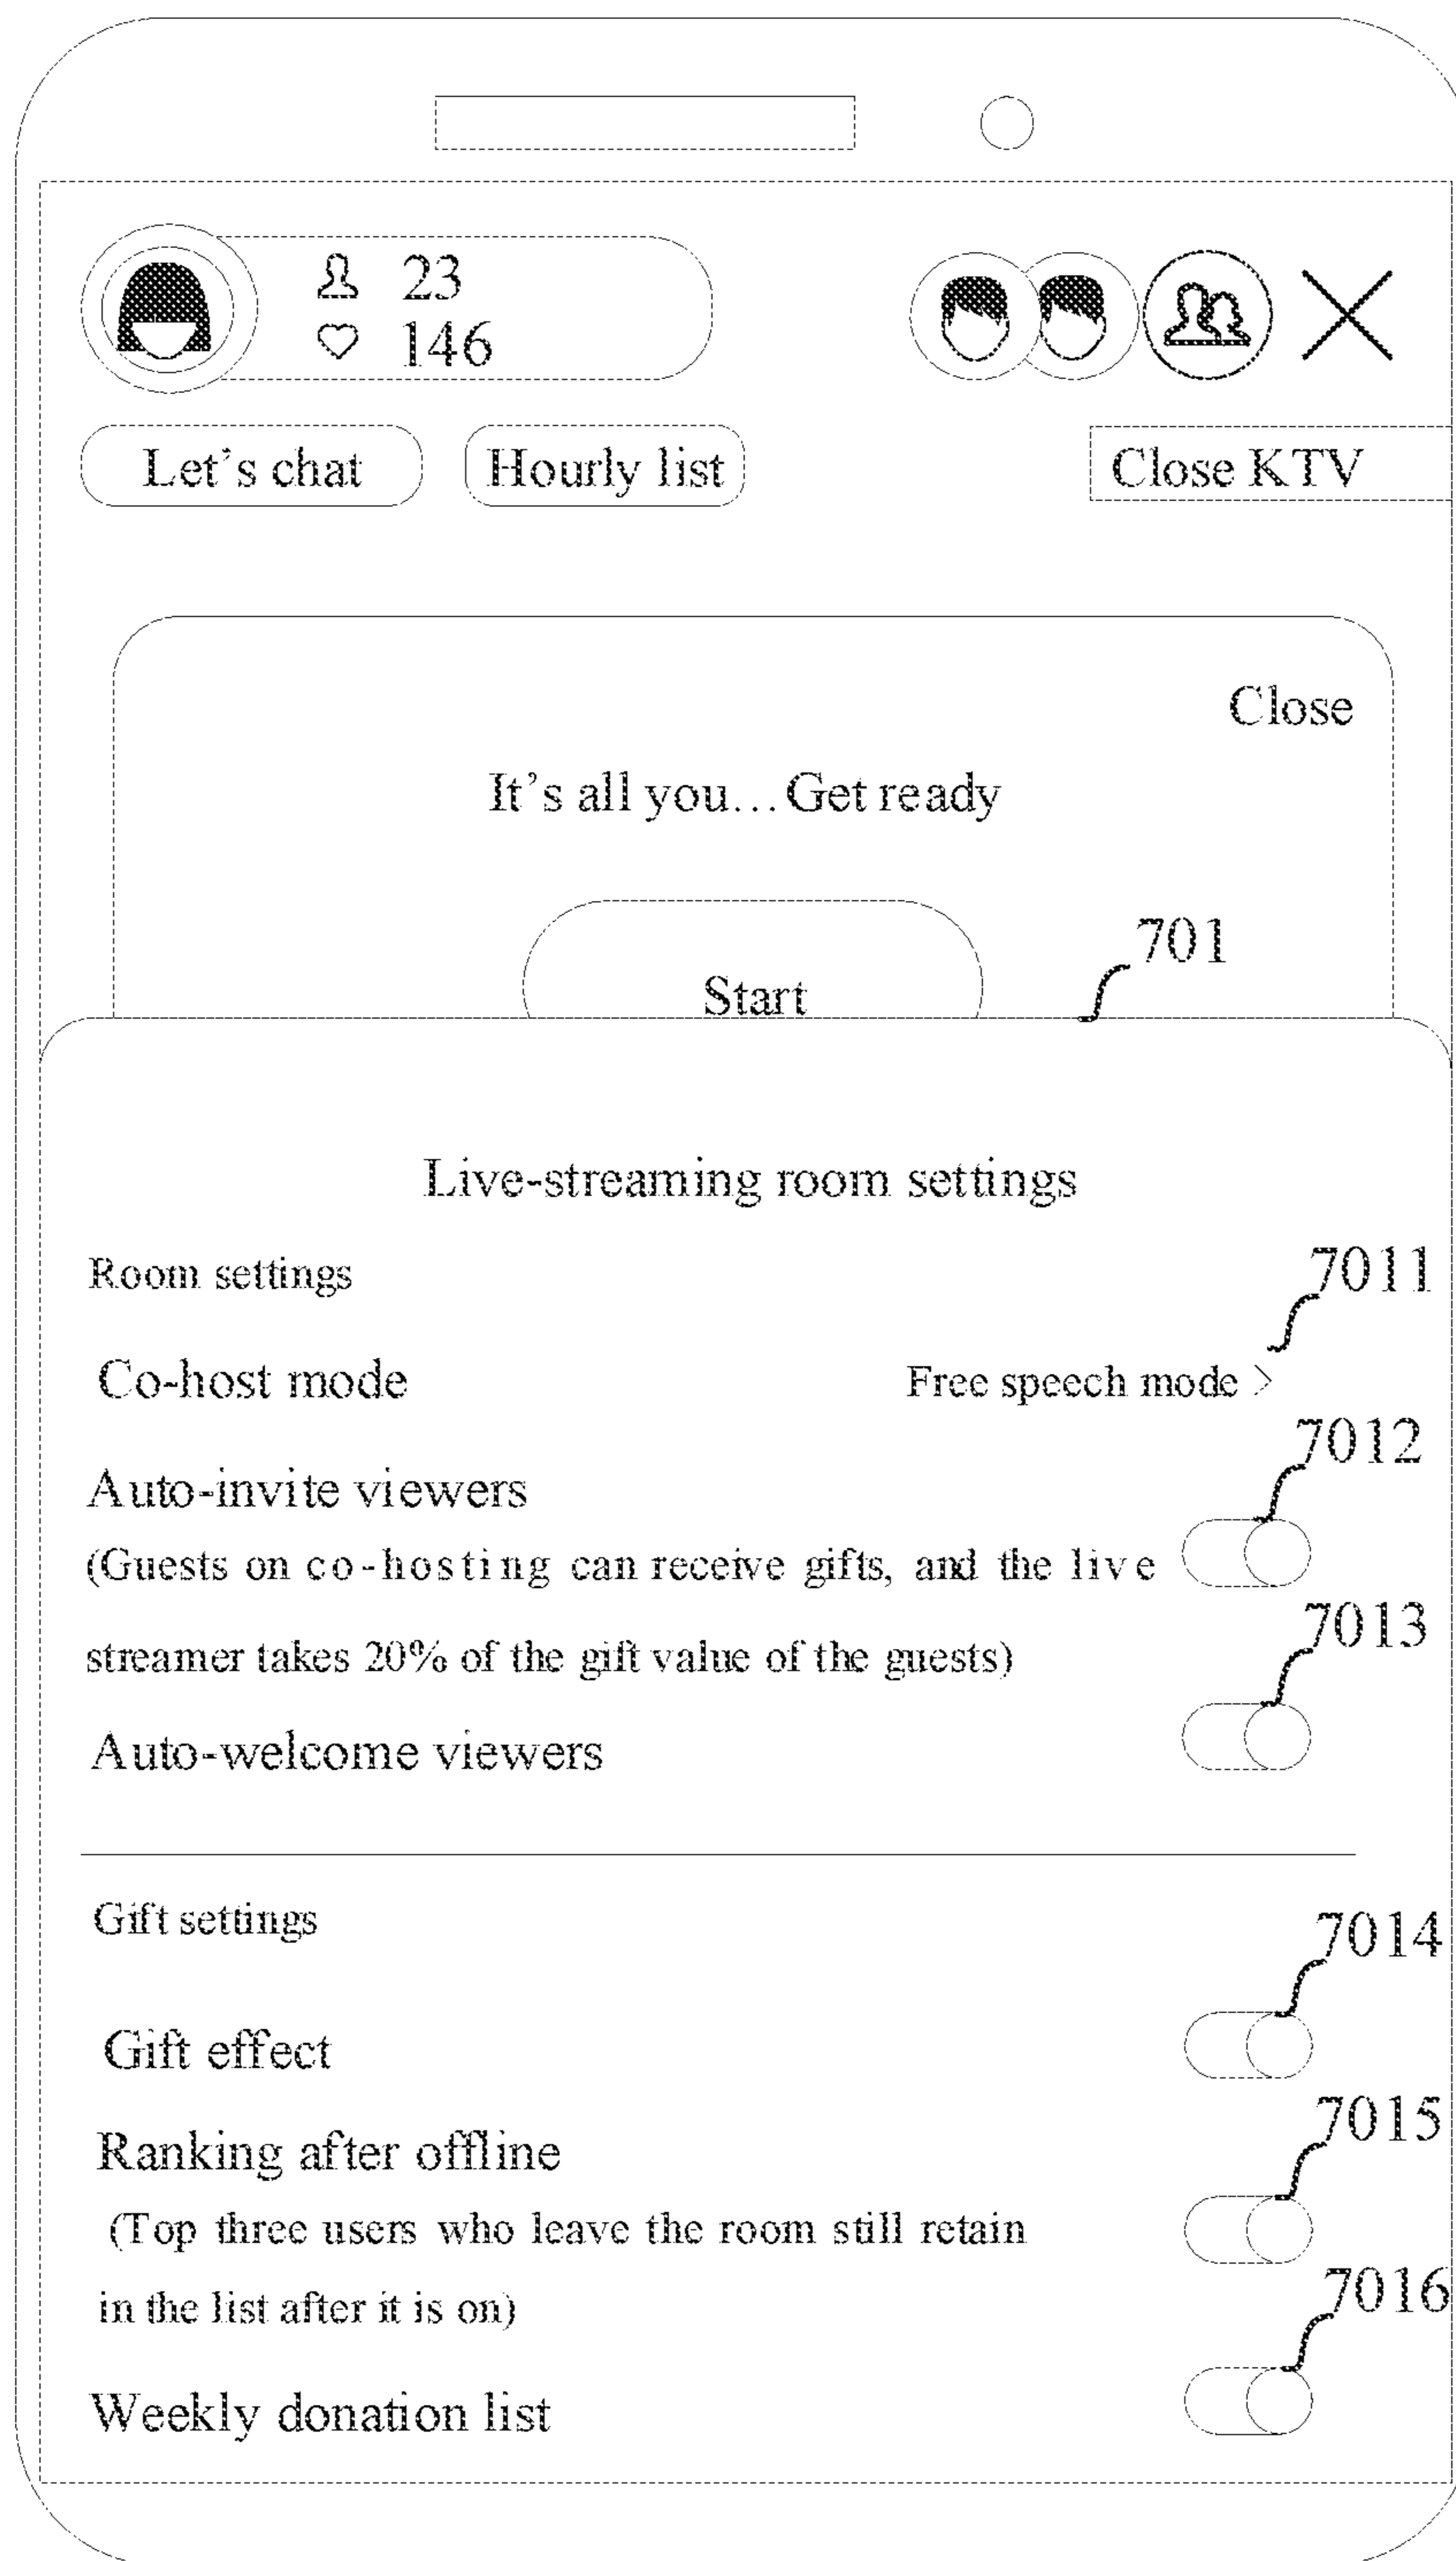 23
146
Let’s chat
Hourly list
Close KTV
Close
It’s all you…Get ready
701
Start
Live-streaming room settings
Room settings
7011
Co-host mode
Free speech mode >
7012
Auto-invite viewers
(Guests on co-hosting can receive gifts, and the live
7013
streamer takes 20% of the gift value of the guests)
Auto-welcome viewers
Gift settings
7014
Gift effect
7015
Ranking after offline
(Top three users who leave the room still retain
7016
in the list after it is on)
Weekly donation list